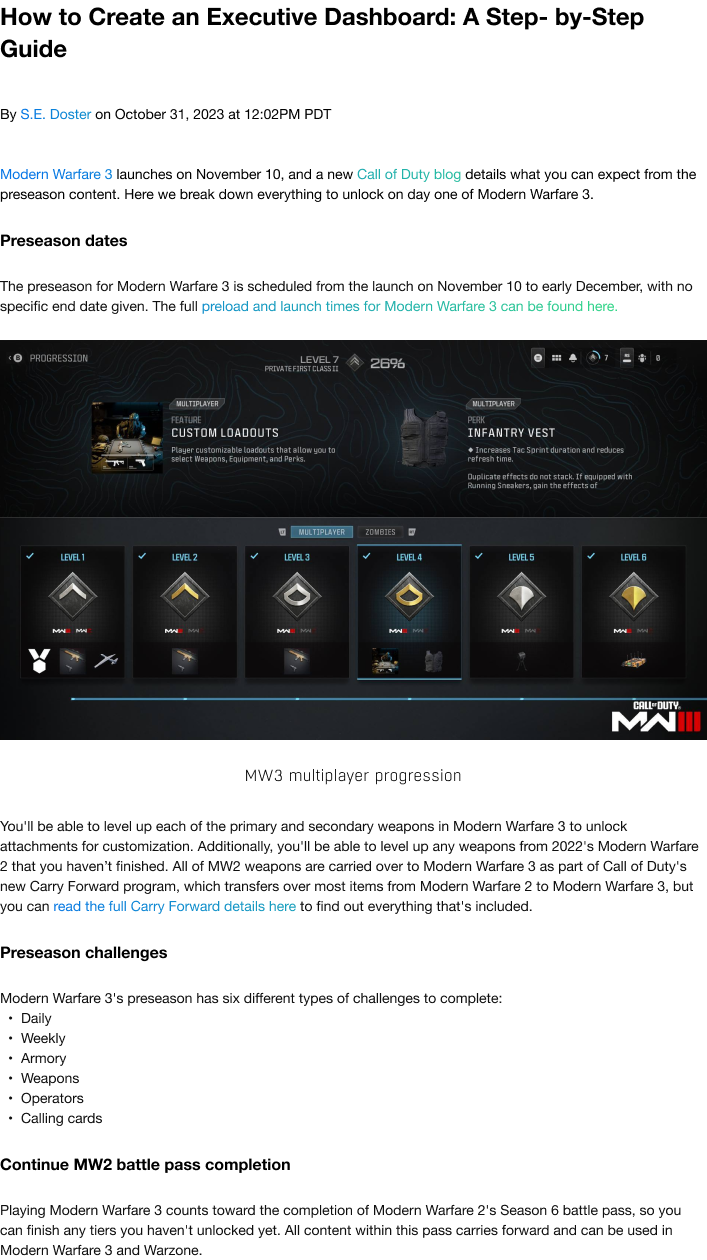 How to Create an Executive Dashboard: A Step- by-Step
Guide
By S.E. Doster on October 31, 2023 at 12:02PM PDT
Modern Warfare 3 launches on November 10, and a new Call of Duty blog details what you can expect from the
preseason content. Here we break down everything to unlock on day one of Modern Warfare 3.
Preseason dates
The preseason for Modern Warfare 3 is scheduled from the launch on November 10 to early December, with no
specific end date given. The full preload and launch times for Modern Warfare 3 can be found here.
PROGRESSION
LEVEL 7
PRIVATE FIRST CLASS II
26%
7
0
MULTIPLAYER
FEATURE
CUSTOM LOADOUTS
Player customizable loadouts that allow you to
select Weapons, Equipment, and Perks.
MULTIPLAYER
PERK
INFANTRY VEST
◆ Increases Tac Sprint duration and reduces
refresh time.
Duplicate effects do not stack. If equipped with
Running Sneakers, gain the effects of
MULTIPLAYER ZOMBIES
LEVEL 1 LEVEL 2 LEVEL 3 LEVEL 4 LEVEL 5 LEVEL 6
CALL OF DUTY
MWIII
MW3 multiplayer progression
You'll be able to level up each of the primary and secondary weapons in Modern Warfare 3 to unlock
attachments for customization. Additionally, you'll be able to level up any weapons from 2022's Modern Warfare
2 that you haven’t finished. All of MW2 weapons are carried over to Modern Warfare 3 as part of Call of Duty's
new Carry Forward program, which transfers over most items from Modern Warfare 2 to Modern Warfare 3, but
you can read the full Carry Forward details here to find out everything that's included.
Preseason challenges
Modern Warfare 3's preseason has six different types of challenges to complete:
• Daily
• Weekly
• Armory
• Weapons
• Operators
• Calling cards
Continue MW2 battle pass completion
Playing Modern Warfare 3 counts toward the completion of Modern Warfare 2's Season 6 battle pass, so you
can finish any tiers you haven't unlocked yet. All content within this pass carries forward and can be used in
Modern Warfare 3 and Warzone.